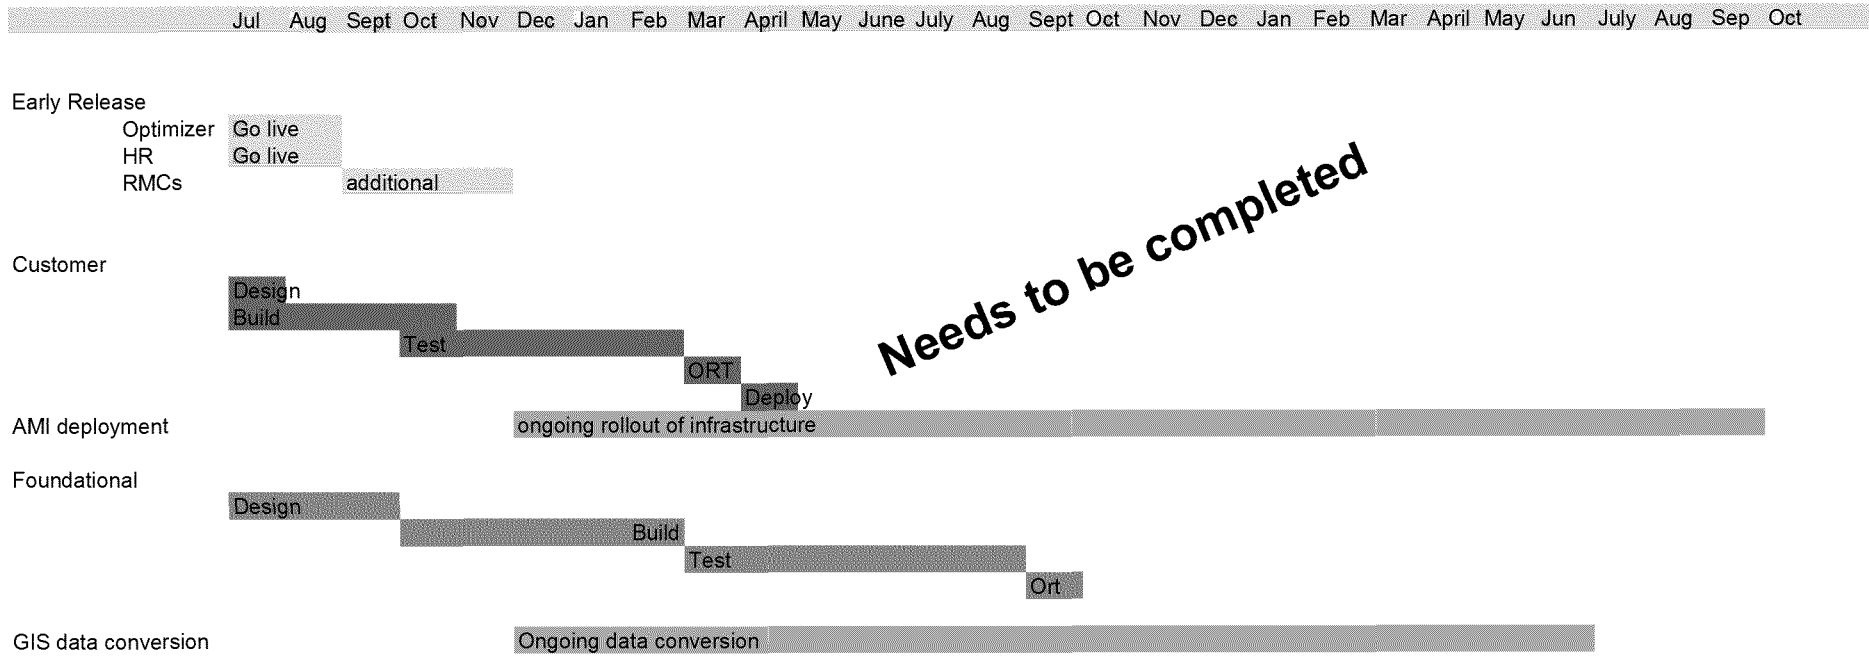 Jul Aug Sept Oct Nov Dec Jan Feb Mar April May June July Aug Sept Oct Nov Dec Jan Feb Mar April May Jun July Aug Sep Oct
Early Release
Optimizer Go live
HR Go live
RMCs additional
Needs to be completed
Customer
Design
Build
Test
ORT
Deploy
AMI deployment ongoing rollout of infrastructure
Foundational
Design
Build
Test
Ort
GIS data conversion Ongoing data conversion